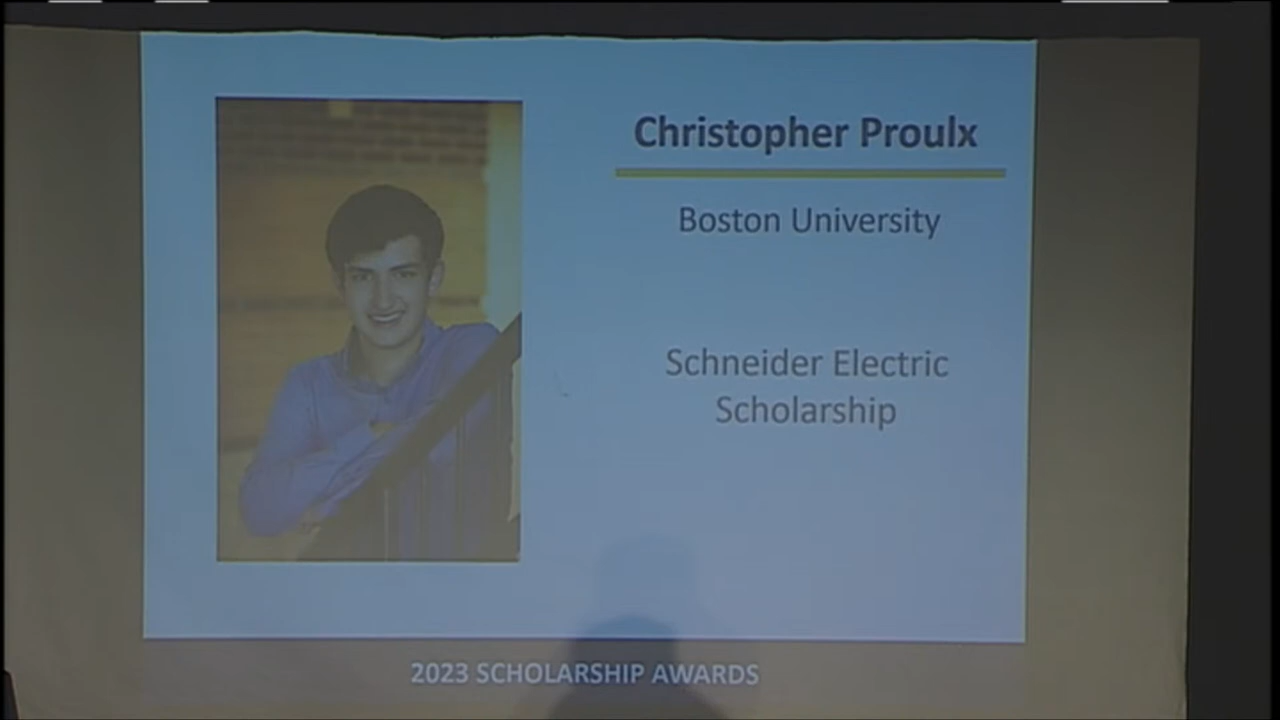 Christopher Proulx
Boston University
Schneider Electric
Scholarship
2023 SCHOLARSHIP AWARDS